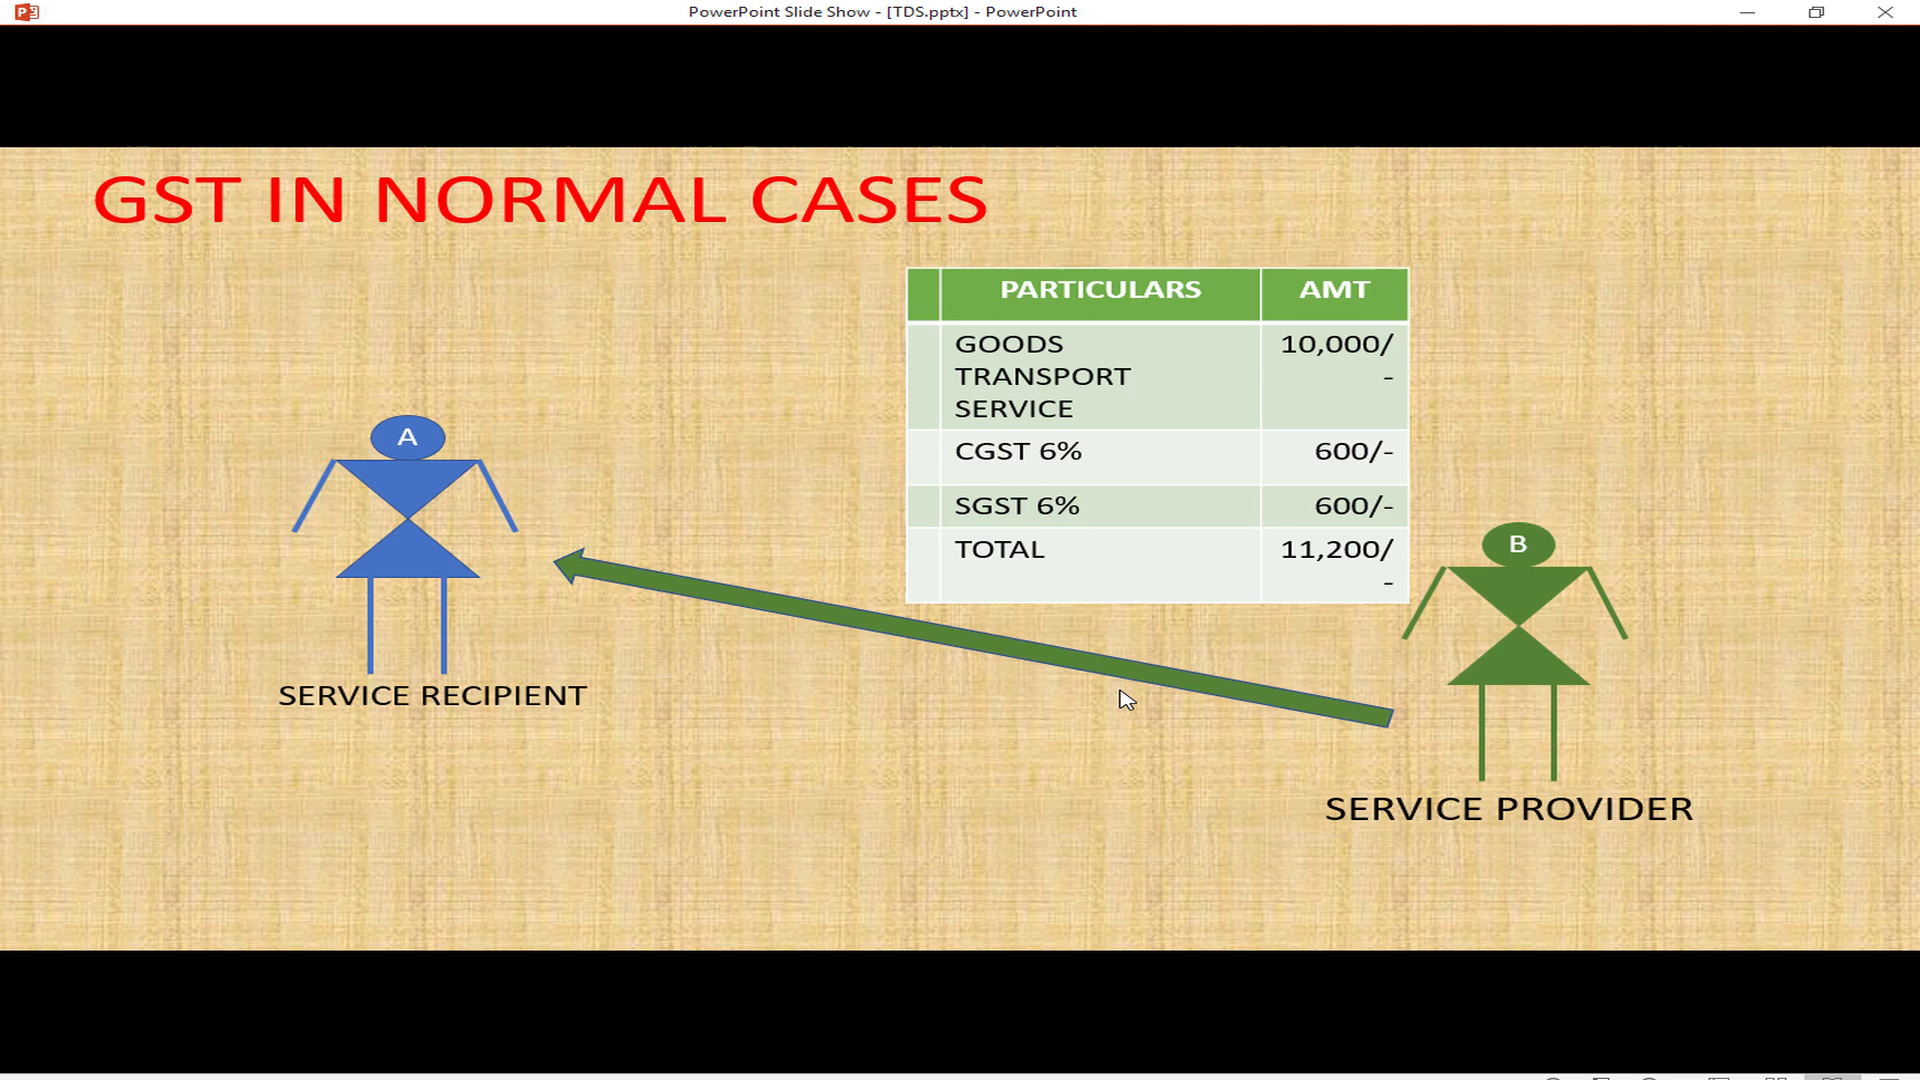 PowerPoint Slide Show - [TDS.pptx] - PowerPoint
GST IN NORMAL CASES
PARTICULARS AMT
GOODS 10,000/
TRANSPORT -
SERVICE
CGST 6% 600/-
SGST 6% 600/-
TOTAL 11,200/
-
A
B
SERVICE RECIPIENT
SERVICE PROVIDER